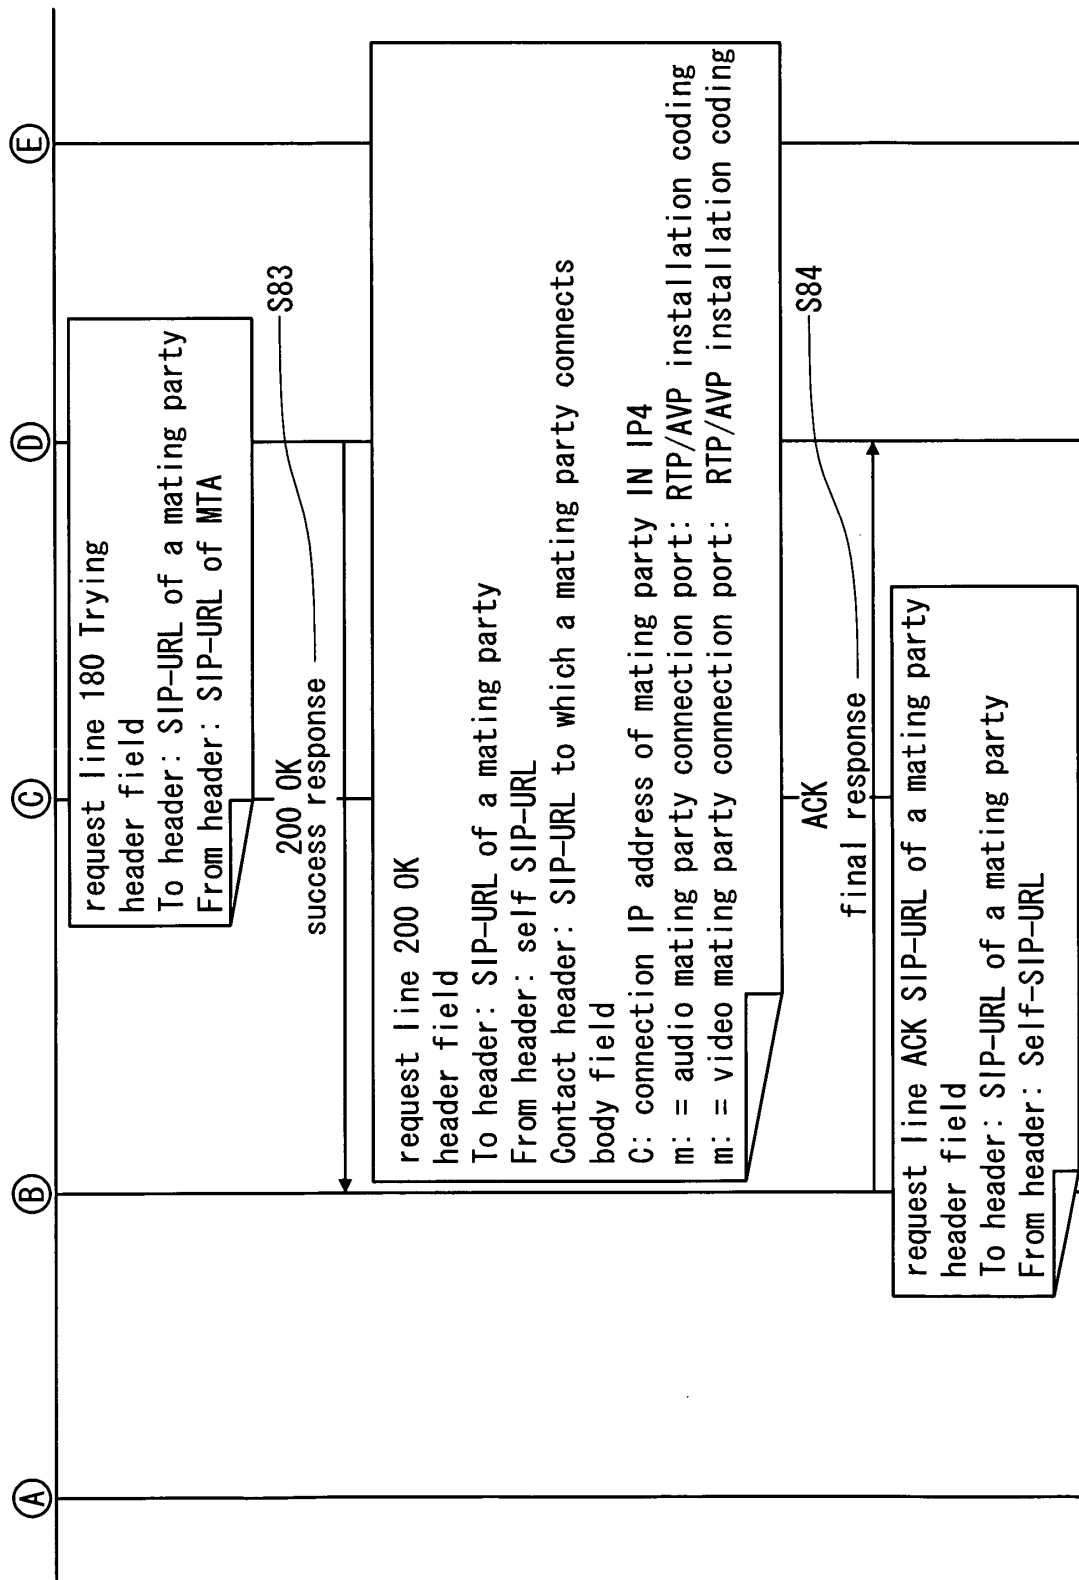 A
B
C
D
E
request line 180 Trying
header field
To header: SIP-URL of a mating party
From header: SIP-URL of MTA
200 OK
success response
S83
request line 200 OK
header field
To header: SIP-URL of a mating party
From header: self SIP-URL
Contact header: SIP-URL to which a mating party connects
body field
C: connection IP address of mating party IN IP4
m: = audio mating party connection port: RTP/AVP installation coding
m: = video mating party connection port: RTP/AVP installation coding
ACK
final response
S84
request line ACK SIP-URL of a mating party
header field
To header: SIP-URL of a mating party
From header: Self-SIP-URL